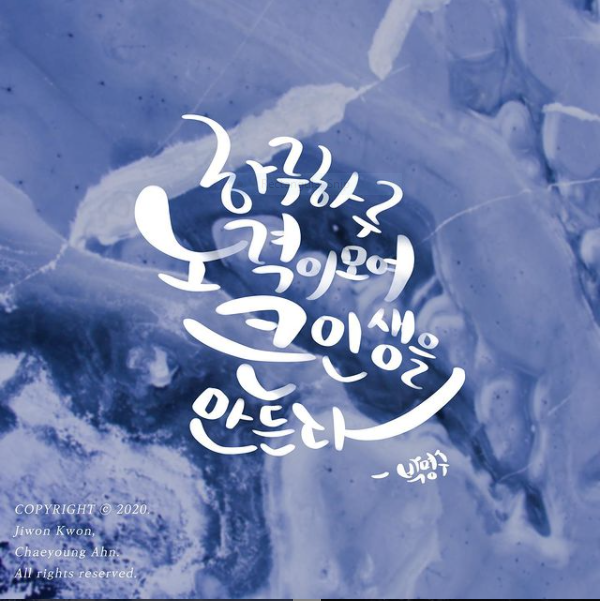 하루하루
노력이 모여
큰 인생을
만든다
- 박명수
COPYRIGHT © 2020.
Jiwon Kwon,
Chaeyoung Ahn.
All rights reserved.